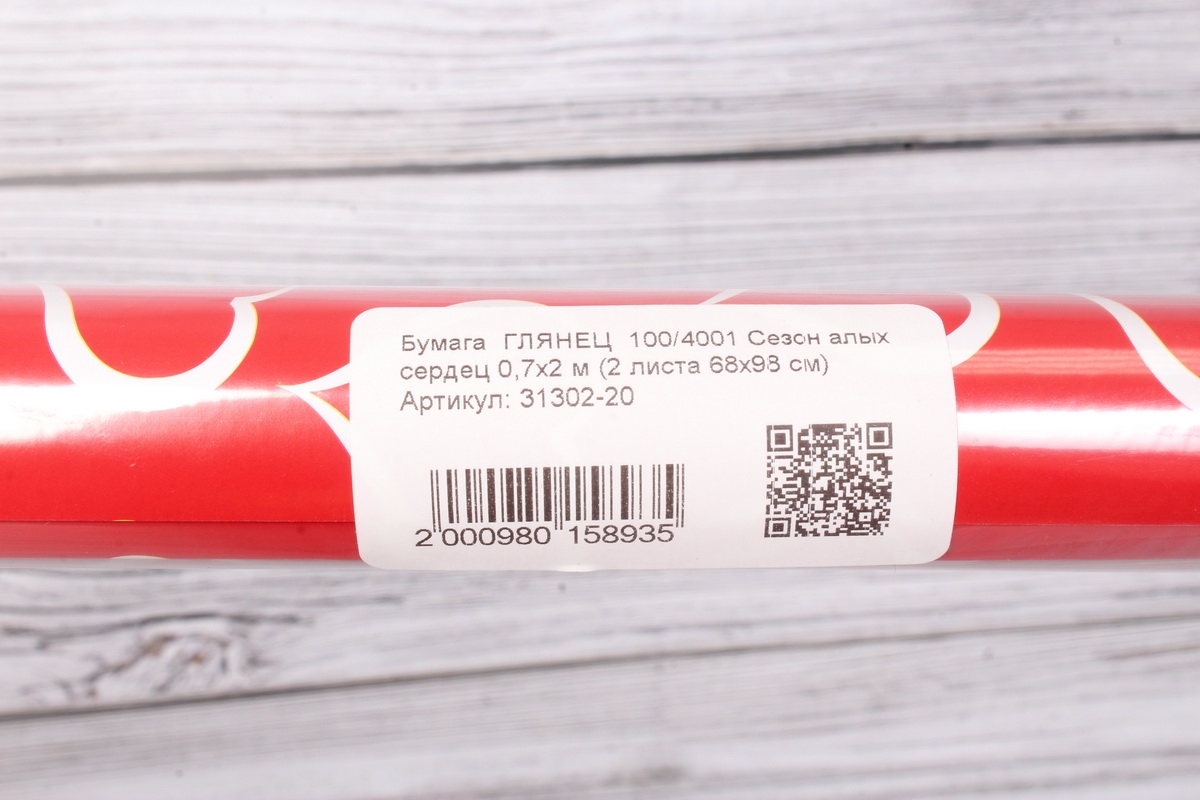 Бумага ГЛЯНЕЦ 100/4001 Сезон алых
сердец 0,7х2 м (2 листа 68х98 см)
Артикул: 31302-20
2 000980 158935